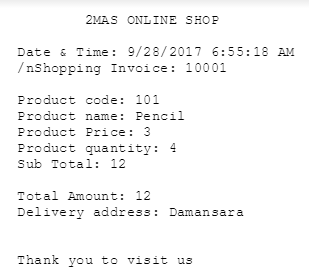 2MAS ONLINE SHOP
Date & Time: 9/28/2017 6:55:18 AM
/nShopping Invoice: 10001
Product code: 101
Product name: Pencil
Product Price: 3
Product quantity: 4
Sub Total: 12
Total Amount: 12
Delivery address: Damansara
Thank you to visit us